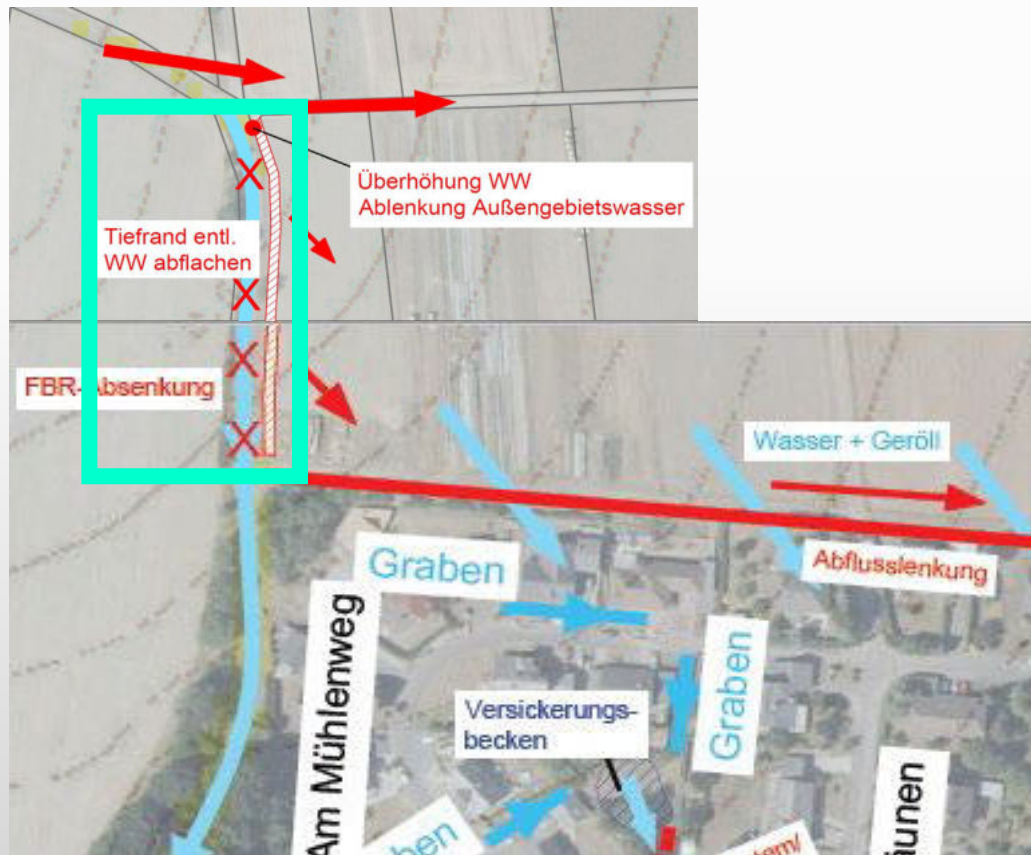 Überhöhung WW
Ablenkung Außengebietswasser
Tiefrand entl.
WW abflachen
FBR-Absenkung
Wasser + Geröll
Abflusslenkung
Graben
Am Mühlenweg
Graben
Versickerungs-
becken